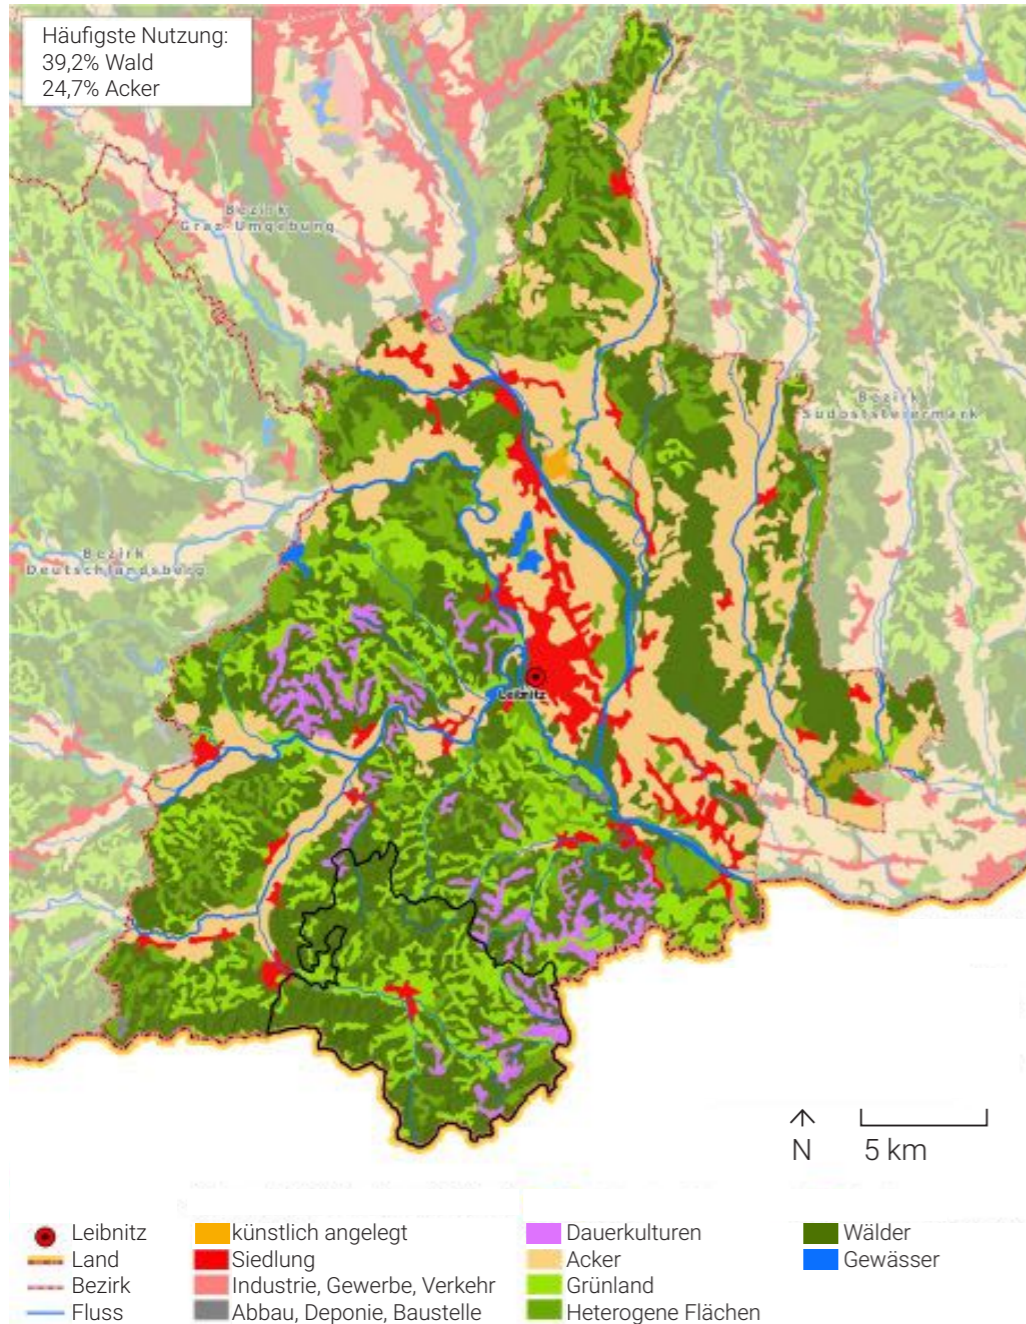 Häufigste Nutzung:
39,2% Wald
24,7% Acker
Bezirk
Graz-Umgebung
Bezirk
Südoststeiermark
Bezirk
Deutschlandsberg
Leibnitz
N
5 km
Leibnitz
Land
Bezirk
Fluss
künstlich angelegt
Siedlung
Industrie, Gewerbe, Verkehr
Abbau, Deponie, Baustelle
Dauerkulturen
Acker
Grünland
Heterogene Flächen
Wälder
Gewässer